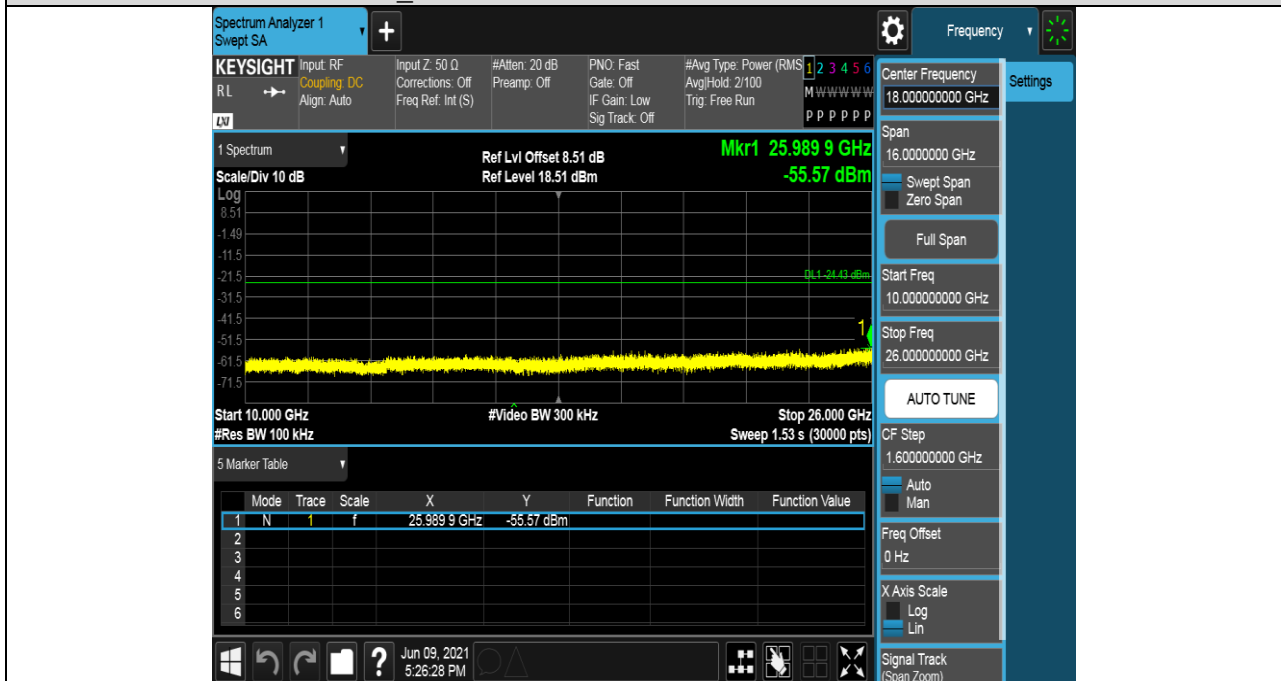 Spectrum Analyzer 1
Swept SA
Frequency
KEYSIGHT
RL
LXI
Input: RF
Coupling: DC
Align: Auto
Input Z: 50 Ω
Corrections: Off
Freq Ref: Int (S)
#Atten: 20 dB
Preamp: Off
PNO: Fast
Gate: Off
IF Gain: Low
Sig Track: Off
#Avg Type: Power (RMS
Avg|Hold: 2/100
Trig: Free Run
1 2 3 4 5 6
M W W W W W
P P P P P P
1 Spectrum
Scale/Div 10 dB
Ref Lvl Offset 8.51 dB
Ref Level 18.51 dBm
Mkr1 25.989 9 GHz
-55.57 dBm
Log
8.51
-1.49
-11.5
-21.5
-31.5
-41.5
-51.5
-61.5
-71.5
DL1 -24.43 dBm
1
Start 10.000 GHz
#Res BW 100 kHz
#Video BW 300 kHz
Stop 26.000 GHz
Sweep 1.53 s (30000 pts)
5 Marker Table
Mode Trace Scale X Y Function Function Width Function Value
1 N 1 f 25.989 9 GHz -55.57 dBm
2
3
4
5
6
?
Jun 09, 2021
5:26:28 PM
Center Frequency
18.000000000 GHz
Span
16.0000000 GHz
Swept Span
Zero Span
Full Span
Start Freq
10.000000000 GHz
Stop Freq
26.000000000 GHz
AUTO TUNE
CF Step
1.600000000 GHz
Auto
Man
Freq Offset
0 Hz
X Axis Scale
Log
Lin
Signal Track
(Span Zoom)
Settings